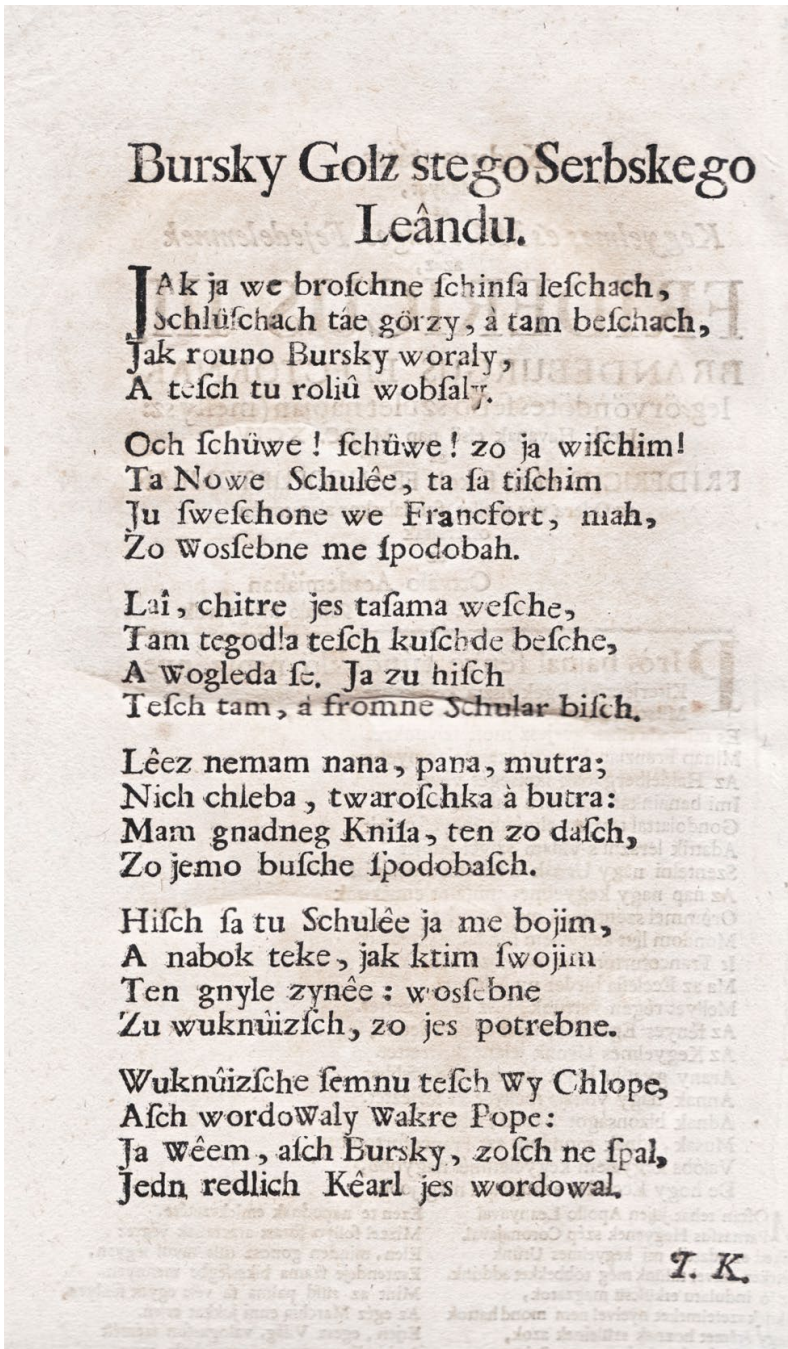 Bursky Golz stego Serbskego
Leându.
JAk ja we broſchne ſchinſa leſchach,
Schlüſchach táe görzy, à tam beſchach,
Jak rouno Bursky woraly,
A teſch tu roliû wobſaly.
Och ſchüwe! ſchüwe! zo ja wiſchim!
Ta Nowe Schulêe, ta ſa tiſchim
Ju ſweſchone we Francfort, mah,
Zo Wosſebne me ſpodobah.
Laî, chitre jes taſama weſche,
Tam tegodla teſch kuſchde beſche,
A Wogleda ſe. Ja zu hiſch
Teſch tam, á fromne Schular biſch.
Lêez nemam nana, pana, mutra;
Nich chleba, twaroſchka à butra:
Mam gnadneg Kniſa, ten zo daſch,
Zo jemo buſche ſpodobaſch.
Hiſch ſa tu Schulêe ja me bojim,
A nabok teke, jak ktim ſwojim
Ten gnyle zynêe: wosſebne
Zu wuknûizſch, zo jes potrebne.
Wuknûizſche ſemnu teſch Wy Chlope,
Aſch wordoWaly Wakre Pope:
Ja Wêem, aſch Bursky, zoſch ne ſpal,
Jedn redlich Kêarl jes wordowal.
T. K.